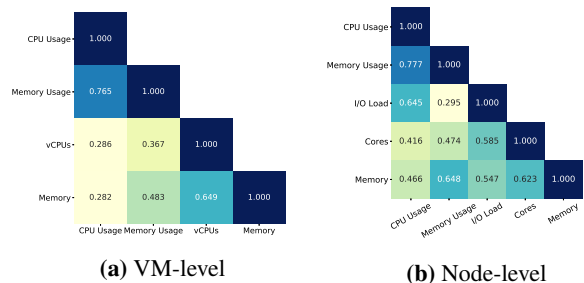 CPU Usage 1.000
Memory Usage 0.765 1.000
vCPUs 0.286 0.367 1.000
Memory 0.282 0.483 0.649 1.000
CPU Usage Memory Usage vCPUs Memory
(a) VM-level
CPU Usage 1.000
Memory Usage 0.777 1.000
I/O Load 0.645 0.295 1.000
Cores 0.416 0.474 0.585 1.000
Memory 0.466 0.648 0.547 0.623 1.000
CPU Usage Memory Usage I/O Load Cores Memory
(b) Node-level